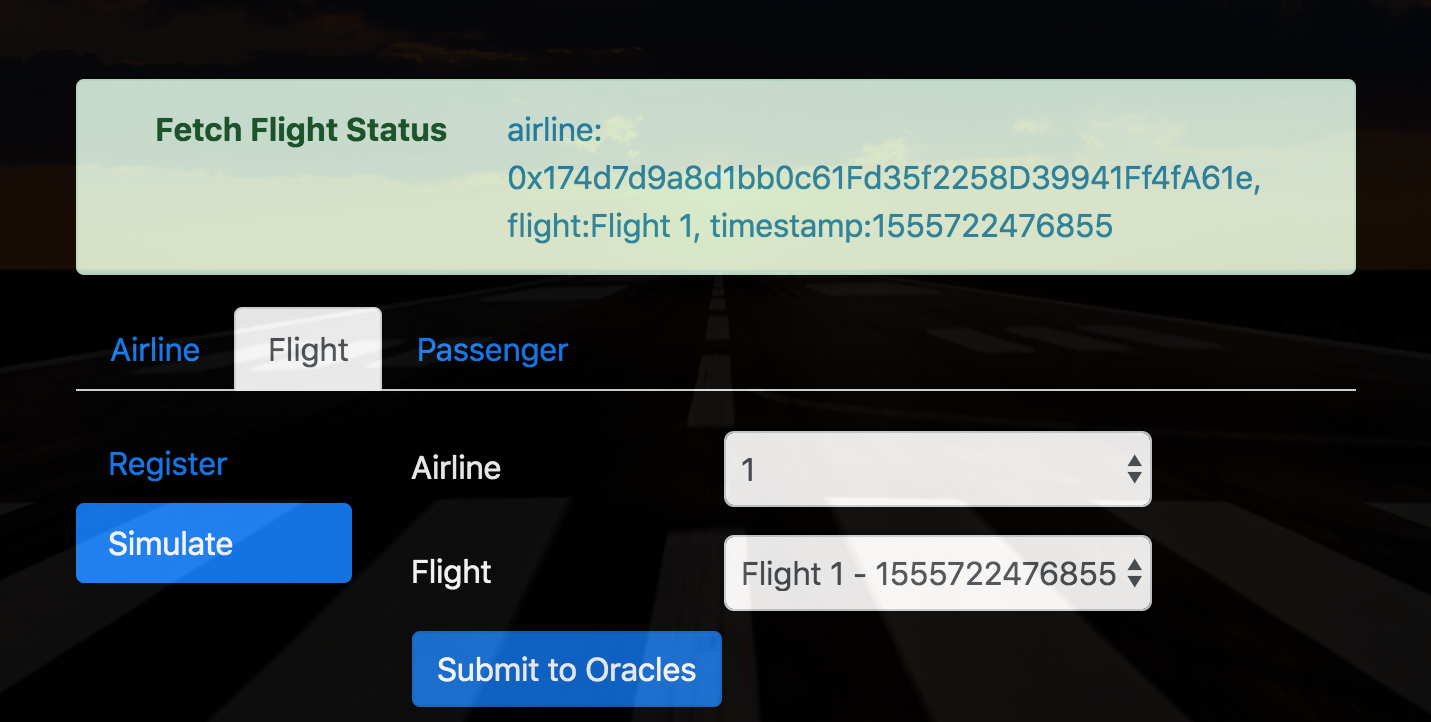 Fetch Flight Status
airline:
0x174d7d9a8d1bb0c61Fd35f2258D39941Ff4fA61e,
flight:Flight 1, timestamp:1555722476855
Airline
Flight
Passenger
Register
Simulate
Airline
1
Flight
Flight 1 - 1555722476855
Submit to Oracles